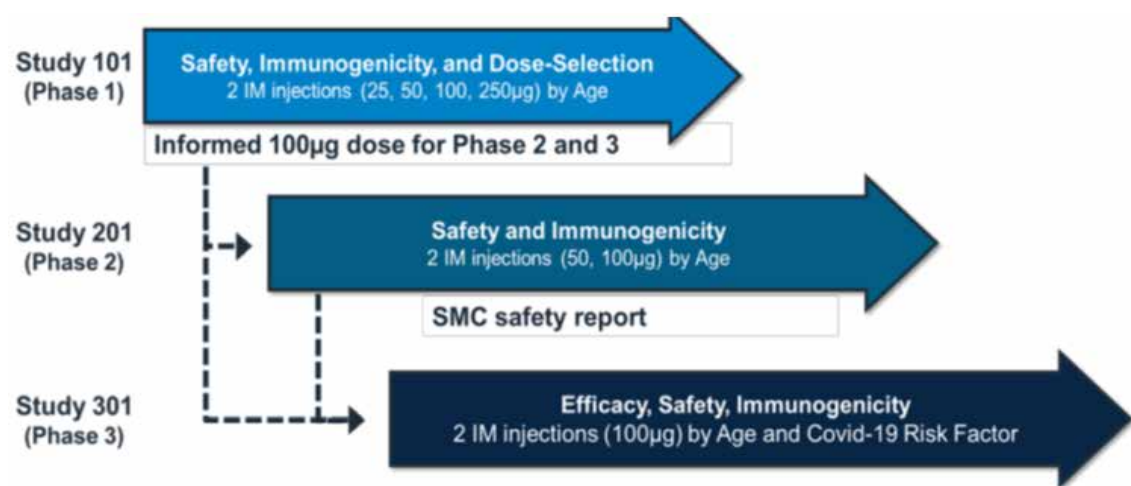 Study 101
(Phase 1)
Safety, Immunogenicity, and Dose-Selection
2 IM injections (25, 50, 100, 250µg) by Age
Informed 100µg dose for Phase 2 and 3
Study 201
(Phase 2)
Safety and Immunogenicity
2 IM injections (50, 100µg) by Age
SMC safety report
Study 301
(Phase 3)
Efficacy, Safety, Immunogenicity
2 IM injections (100µg) by Age and Covid-19 Risk Factor